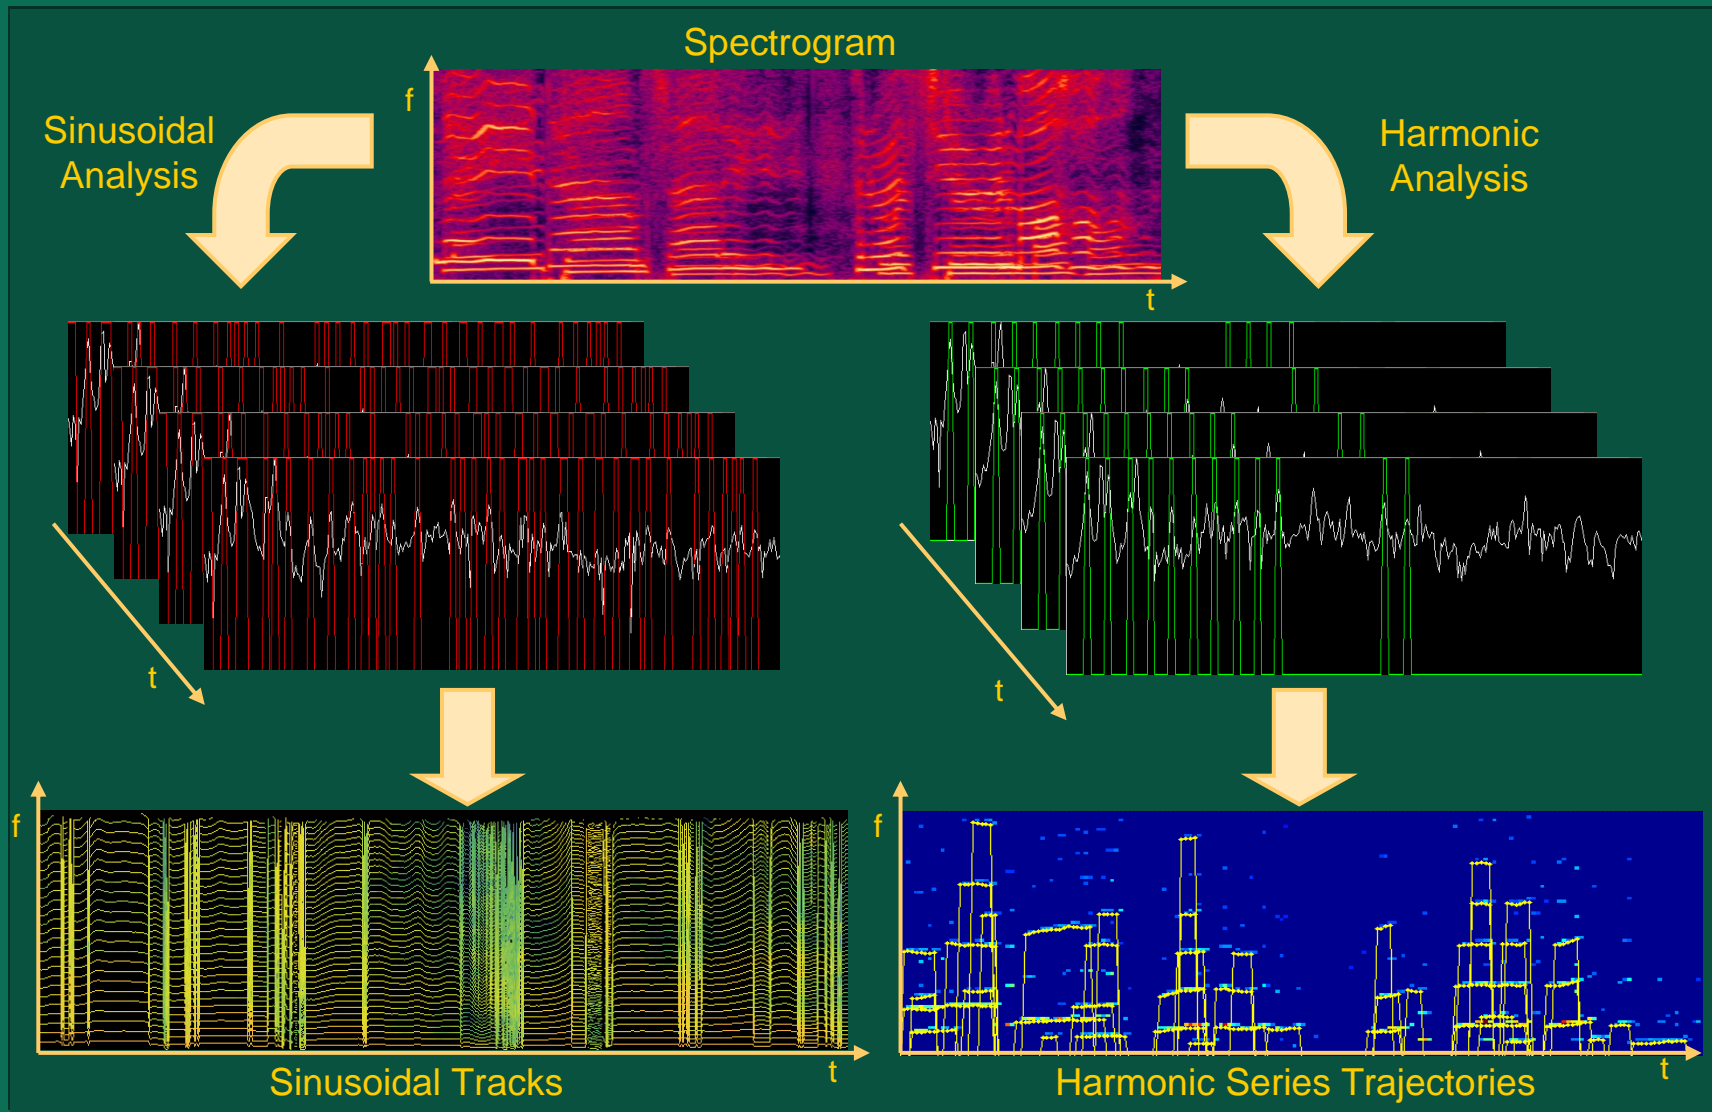 Spectrogram
f
t
Sinusoidal
Analysis
Harmonic
Analysis
t
t
f
t
Sinusoidal Tracks
f
t
Harmonic Series Trajectories